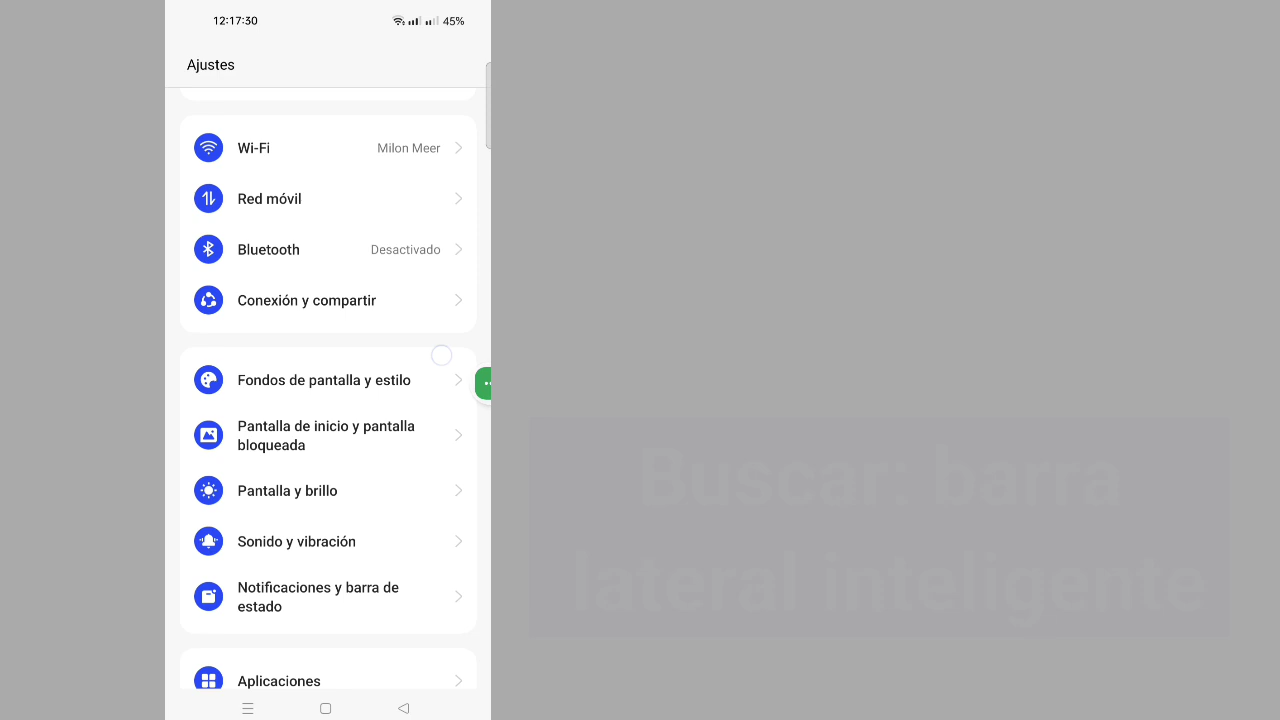 12:17:30
45%
Ajustes
Wi-Fi
Milon Meer
Red móvil
Bluetooth
Desactivado
Conexión y compartir
Fondos de pantalla y estilo
Pantalla de inicio y pantalla
bloqueada
Pantalla y brillo
Sonido y vibración
Notificaciones y barra de
estado
Aplicaciones
Buscar: barra
lateral inteligente